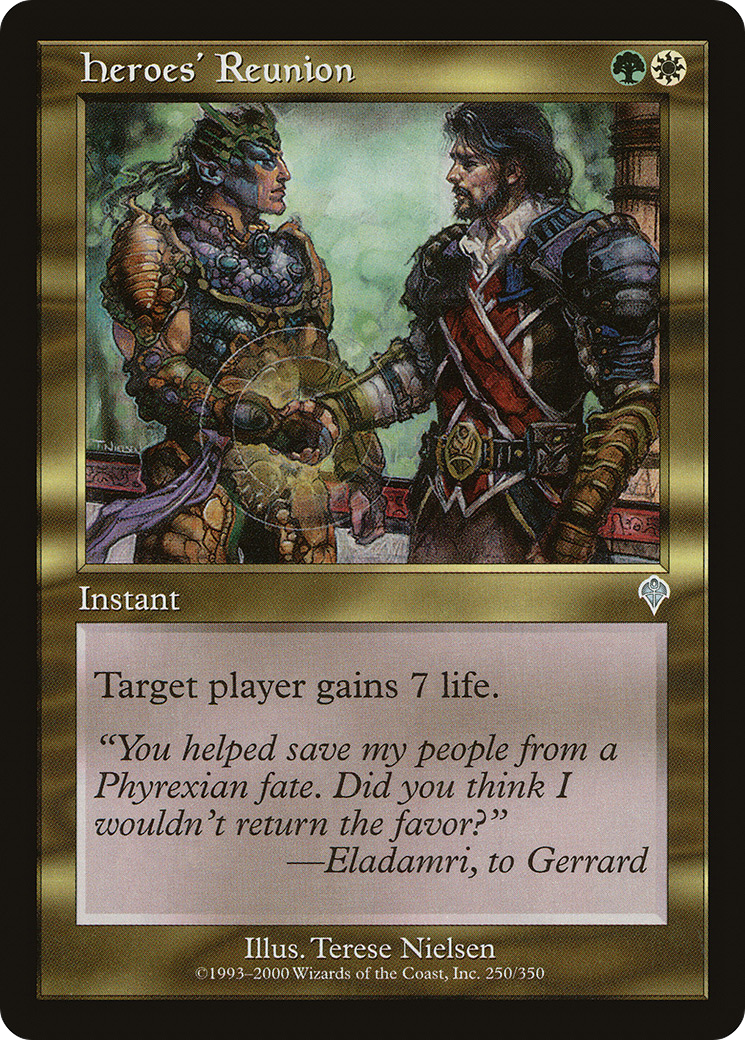 Heroes' Reunion
T. Nielsen
Instant
Target player gains 7 life.
“You helped save my people from a
Phyrexian fate. Did you think I
wouldn’t return the favor?”
—Eladamri, to Gerrard
Illus. Terese Nielsen
©1993–2000 Wizards of the Coast, Inc. 250/350